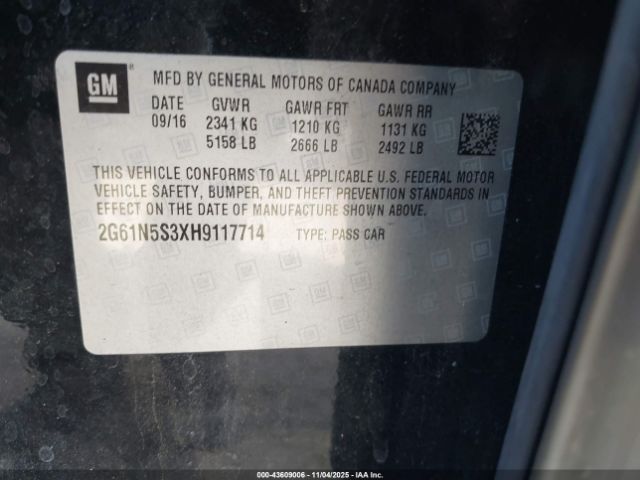 GM
MFD BY GENERAL MOTORS OF CANADA COMPANY
DATE GVWR GAWR FRT GAWR RR
09/16 2341 KG 1210 KG 1131 KG
5158 LB 2666 LB 2492 LB
THIS VEHICLE CONFORMS TO ALL APPLICABLE U.S. FEDERAL MOTOR
VEHICLE SAFETY, BUMPER, AND THEFT PREVENTION STANDARDS IN
EFFECT ON THE DATE OF MANUFACTURE SHOWN ABOVE.
2G61N5S3XH9117714 TYPE: PASS CAR
000-43609006 - 11/04/2025 - IAA